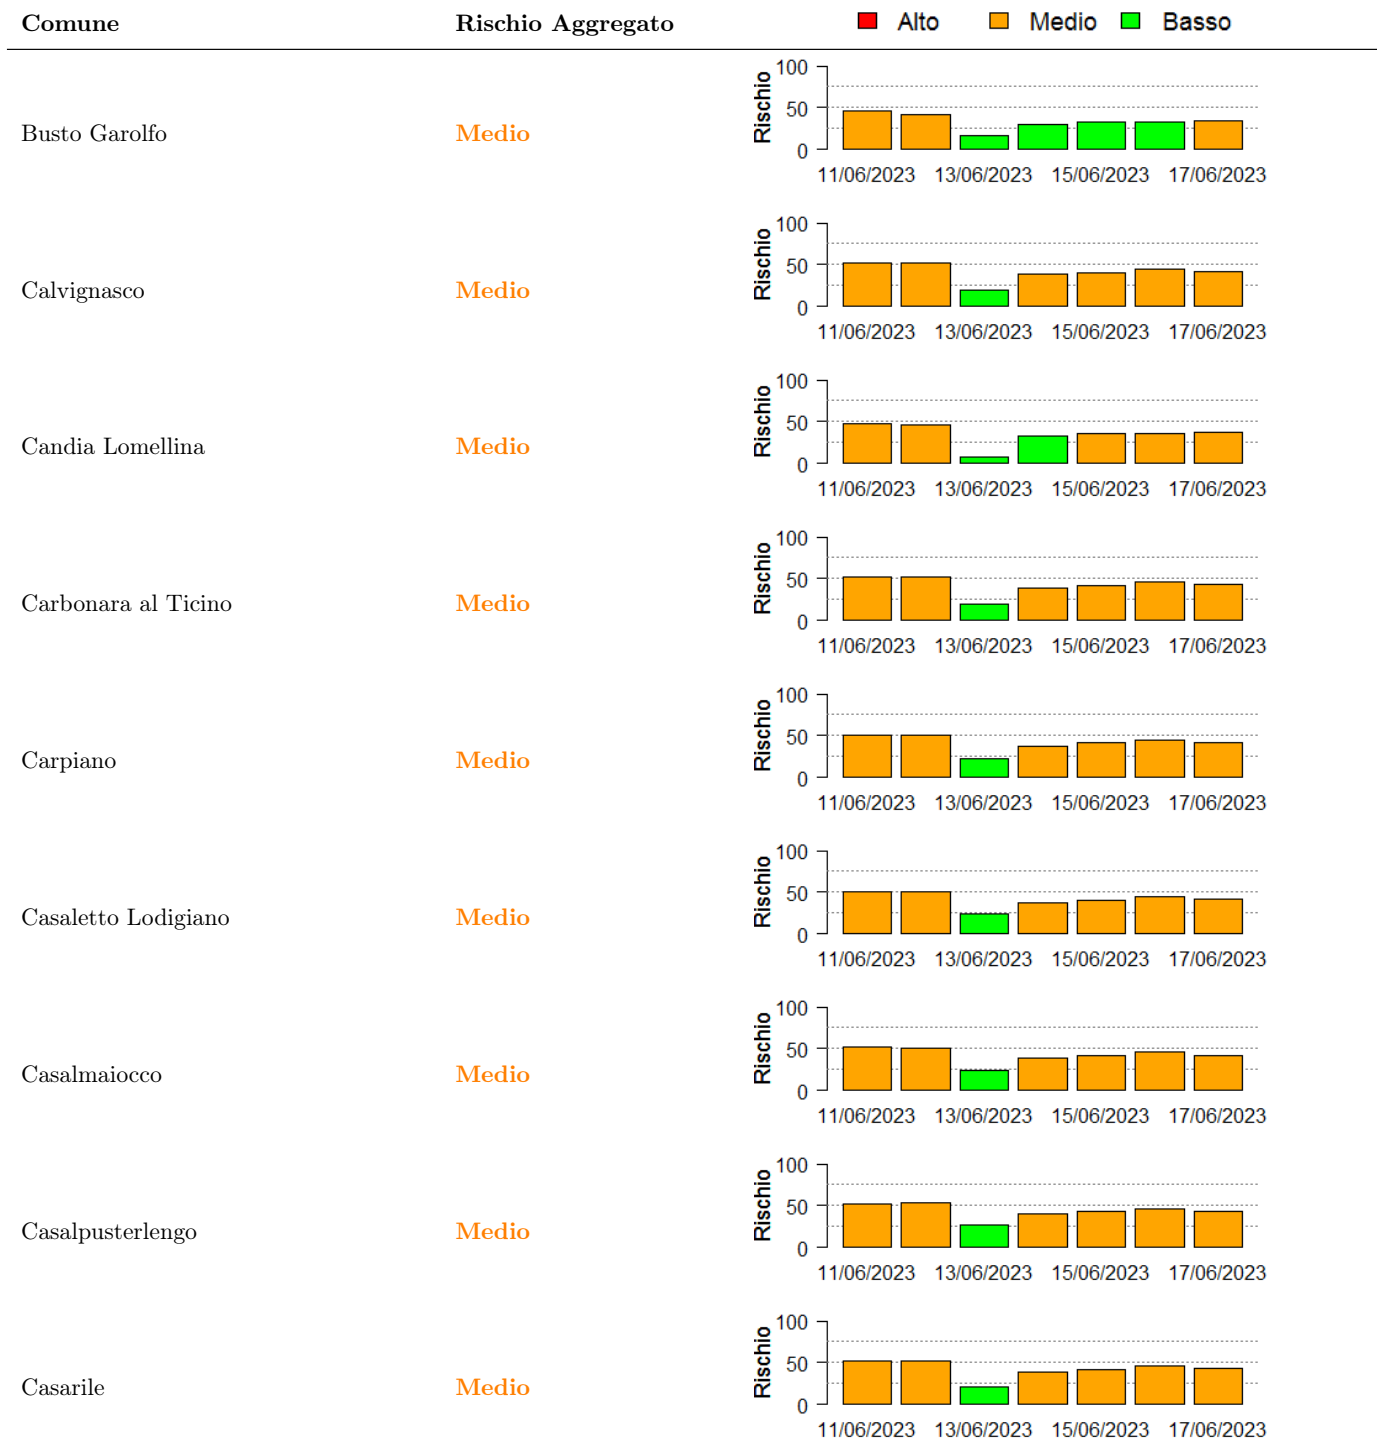 Comune Rischio Aggregato Alto Medio Basso
100
50
0
Rischio
Busto Garolfo Medio
11/06/2023 13/06/2023 15/06/2023 17/06/2023
100
50
0
Rischio
Calvignasco Medio
11/06/2023 13/06/2023 15/06/2023 17/06/2023
100
50
0
Rischio
Candia Lomellina Medio
11/06/2023 13/06/2023 15/06/2023 17/06/2023
100
50
0
Rischio
Carbonara al Ticino Medio
11/06/2023 13/06/2023 15/06/2023 17/06/2023
100
50
0
Rischio
Carpiano Medio
11/06/2023 13/06/2023 15/06/2023 17/06/2023
100
50
0
Rischio
Casaletto Lodigiano Medio
11/06/2023 13/06/2023 15/06/2023 17/06/2023
100
50
0
Rischio
Casalmaiocco Medio
11/06/2023 13/06/2023 15/06/2023 17/06/2023
100
50
0
Rischio
Casalpusterlengo Medio
11/06/2023 13/06/2023 15/06/2023 17/06/2023
100
50
0
Rischio
Casarile Medio
11/06/2023 13/06/2023 15/06/2023 17/06/2023